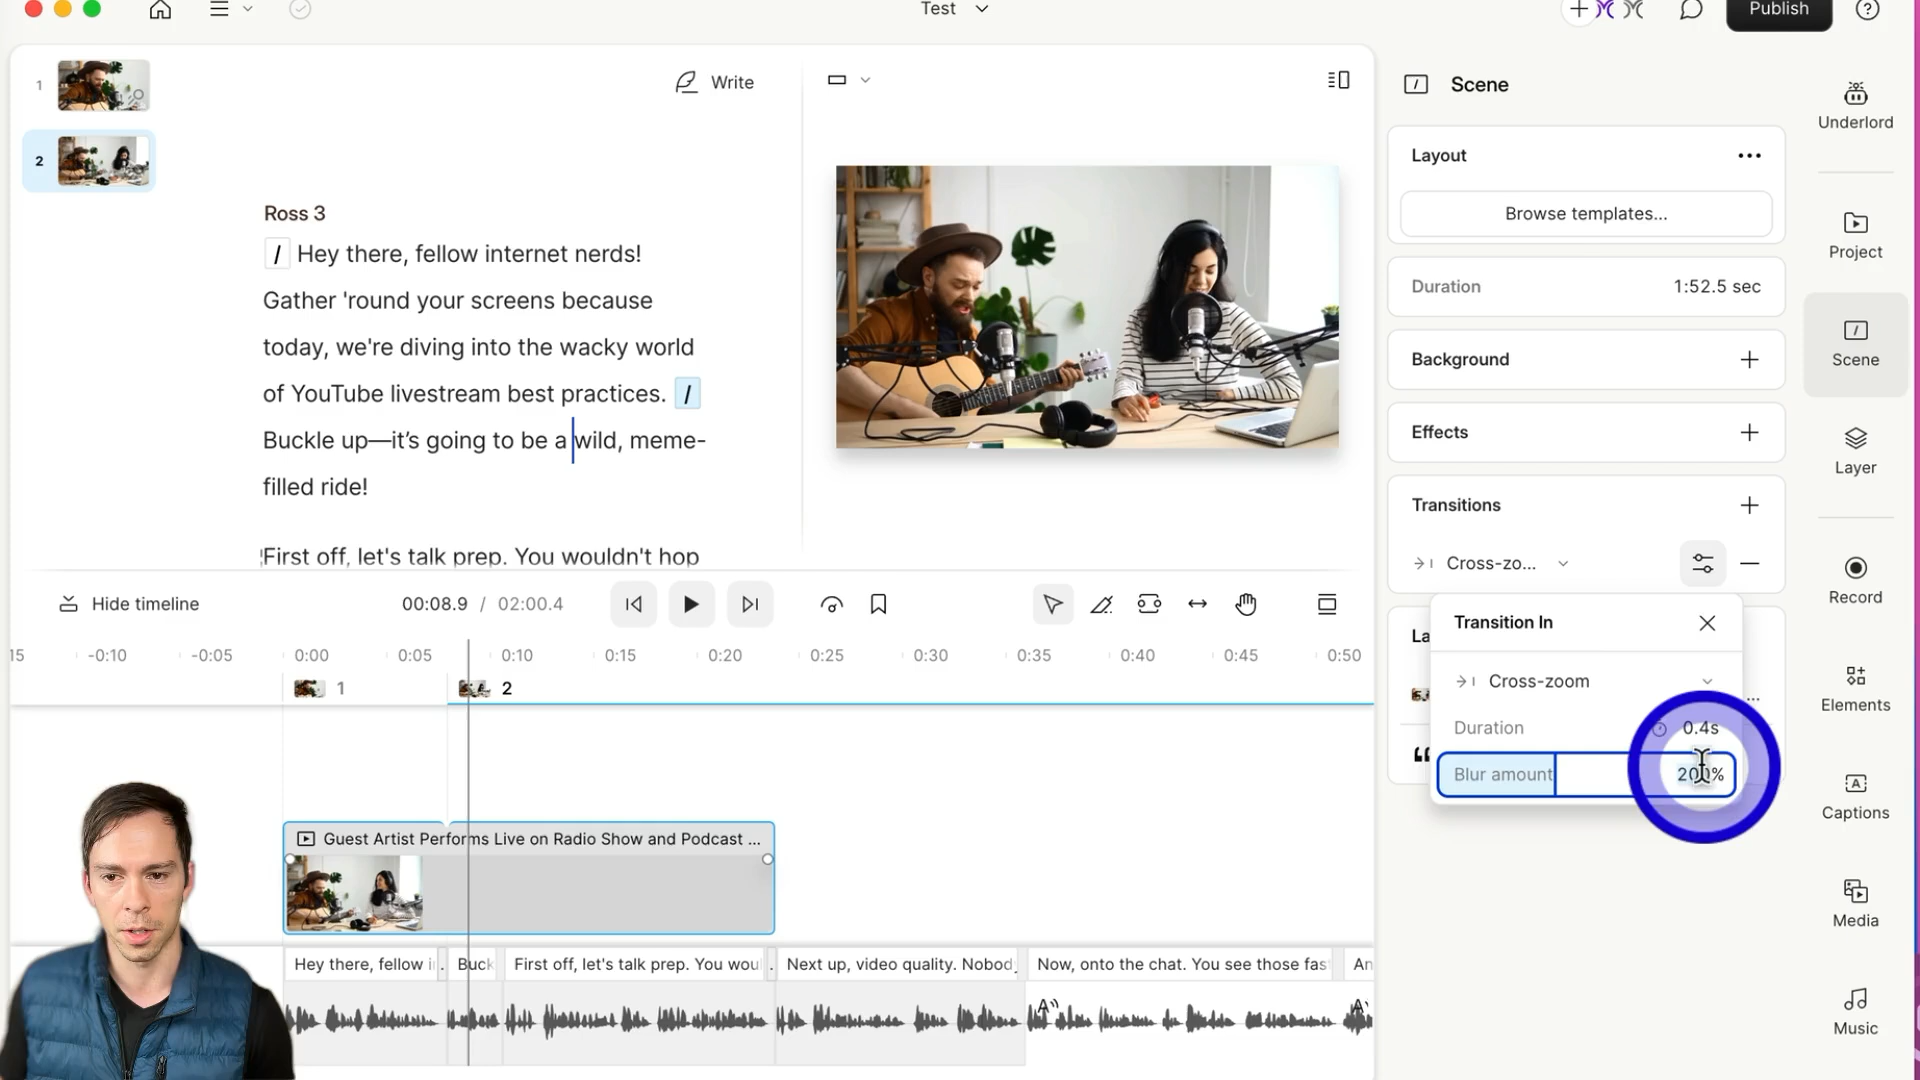 Test
Publish
1
2
Write
Ross 3
/ Hey there, fellow internet nerds!
Gather 'round your screens because
today, we're diving into the wacky world
of YouTube livestream best practices. /
Buckle up—it's going to be a wild, meme-
filled ride!
First off, let's talk prep. You wouldn't hop
Scene
Layout
Browse templates...
Duration 1:52.5 sec
Background
Effects
Transitions
Cross-zo...
La
Transition In
Cross-zoom
Duration 0.4s
Blur amount 200%
Underlord
Project
Scene
Layer
Record
Elements
Captions
Media
Music
Hide timeline
00:08.9 / 02:00.4
15 -0:10 -0:05 0:00 0:05 0:10 0:15 0:20 0:25 0:30 0:35 0:40 0:45 0:50
1
2
Guest Artist Performs Live on Radio Show and Podcast ...
Hey there, fellow i
Buck
First off, let's talk prep. You woul
Next up, video quality. Nobody
Now, onto the chat. You see those fas
An